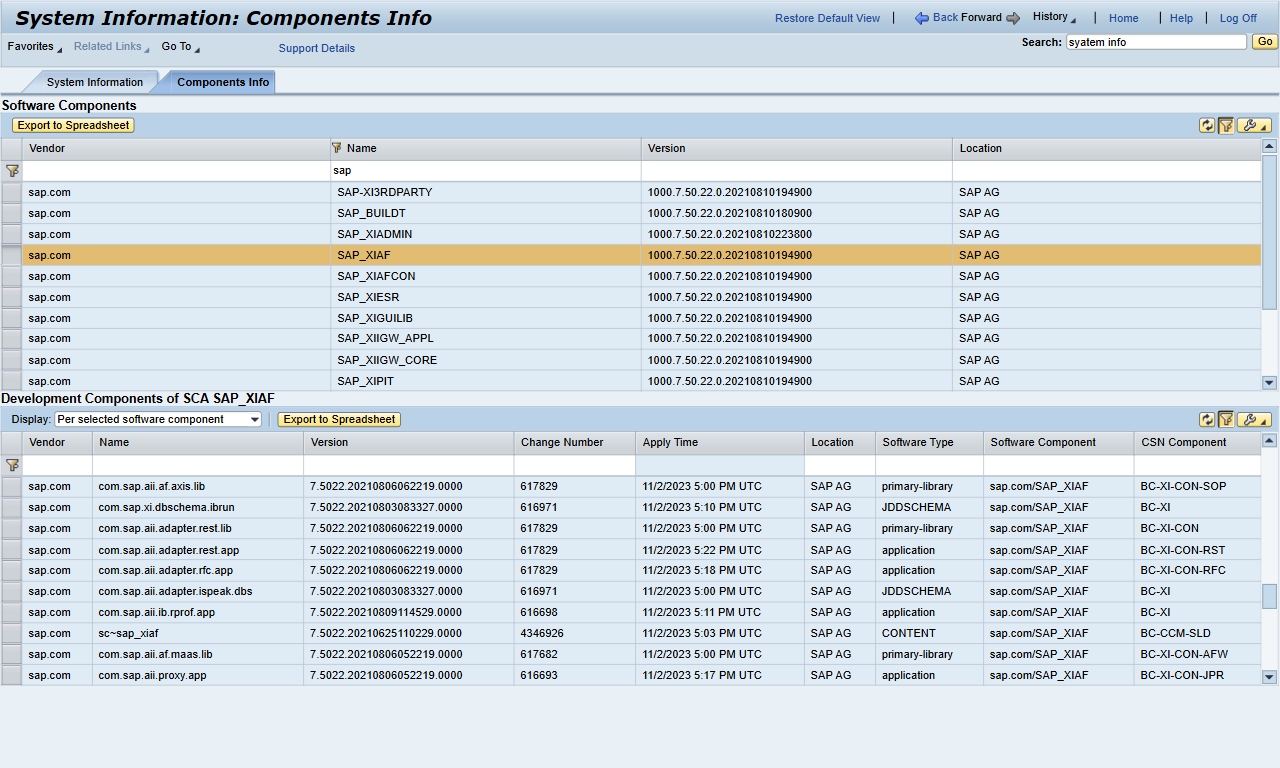 System Information: Components Info
Restore Default View | Back Forward History | Home | Help | Log Off
Favorites Related Links Go To Support Details Search: syatem info Go
System Information Components Info
Software Components
Export to Spreadsheet
Vendor Name Version Location
sap
sap.com SAP-XI3RDPARTY 1000.7.50.22.0.20210810194900 SAP AG
sap.com SAP_BUILDT 1000.7.50.22.0.20210810180900 SAP AG
sap.com SAP_XIADMIN 1000.7.50.22.0.20210810223800 SAP AG
sap.com SAP_XIAF 1000.7.50.22.0.20210810194900 SAP AG
sap.com SAP_XIAFCON 1000.7.50.22.0.20210810194900 SAP AG
sap.com SAP_XIESR 1000.7.50.22.0.20210810194900 SAP AG
sap.com SAP_XIGUILIB 1000.7.50.22.0.20210810194900 SAP AG
sap.com SAP_XIIGW_APPL 1000.7.50.22.0.20210810194900 SAP AG
sap.com SAP_XIIGW_CORE 1000.7.50.22.0.20210810194900 SAP AG
sap.com SAP_XIPIT 1000.7.50.22.0.20210810194900 SAP AG
Development Components of SCA SAP_XIAF
Display: Per selected software component Export to Spreadsheet
Vendor Name Version Change Number Apply Time Location Software Type Software Component CSN Component
sap.com com.sap.aii.af.axis.lib 7.5022.20210806062219.0000 617829 11/2/2023 5:00 PM UTC SAP AG primary-library sap.com/SAP_XIAF BC-XI-CON-SOP
sap.com com.sap.xi.dbschema.ibrun 7.5022.20210803083327.0000 616971 11/2/2023 5:10 PM UTC SAP AG JDDSCHEMA sap.com/SAP_XIAF BC-XI
sap.com com.sap.aii.adapter.rest.lib 7.5022.20210806062219.0000 617829 11/2/2023 5:00 PM UTC SAP AG primary-library sap.com/SAP_XIAF BC-XI-CON
sap.com com.sap.aii.adapter.rest.app 7.5022.20210806062219.0000 617829 11/2/2023 5:22 PM UTC SAP AG application sap.com/SAP_XIAF BC-XI-CON-RST
sap.com com.sap.aii.adapter.rfc.app 7.5022.20210806062219.0000 617829 11/2/2023 5:18 PM UTC SAP AG application sap.com/SAP_XIAF BC-XI-CON-RFC
sap.com com.sap.aii.adapter.ispeak.dbs 7.5022.20210803083327.0000 616971 11/2/2023 5:00 PM UTC SAP AG JDDSCHEMA sap.com/SAP_XIAF BC-XI
sap.com com.sap.aii.ib.rprof.app 7.5022.20210809114529.0000 616698 11/2/2023 5:11 PM UTC SAP AG application sap.com/SAP_XIAF BC-XI
sap.com sc~sap_xiaf 7.5022.20210625110229.0000 4346926 11/2/2023 5:03 PM UTC SAP AG CONTENT sap.com/SAP_XIAF BC-CCM-SLD
sap.com com.sap.aii.af.maas.lib 7.5022.20210806052219.0000 617682 11/2/2023 5:00 PM UTC SAP AG primary-library sap.com/SAP_XIAF BC-XI-CON-AFW
sap.com com.sap.aii.proxy.app 7.5022.20210806052219.0000 616693 11/2/2023 5:17 PM UTC SAP AG application sap.com/SAP_XIAF BC-XI-CON-JPR